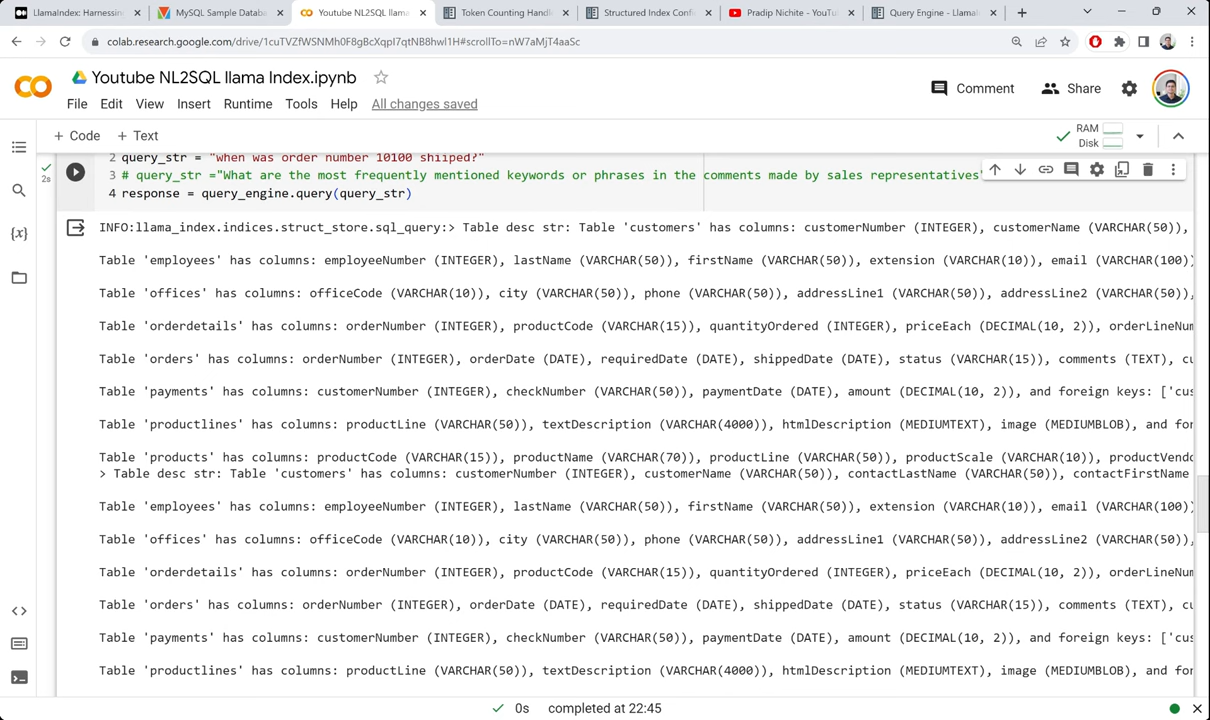 LlamaIndex: Harnessing
MySQL Sample Databa
Youtube NL2SQL llama
Token Counting Handl
Structured Index Confi
Pradip Nichite - YouTu
Query Engine - Llamal
colab.research.google.com/drive/1cuTVZfWSNMh0F8gBcXqpI7qtNB8hwI1H#scrollTo=nW7aMjT4aaSc
Youtube NL2SQL llama Index.ipynb
Comment
Share
File Edit View Insert Runtime Tools Help All changes saved
+ Code + Text
RAM
Disk
2s
2 query_str = "when was order number 10100 shiiped?"
3 # query_str ="What are the most frequently mentioned keywords or phrases in the comments made by sales representatives"
4 response = query_engine.query(query_str)
INFO:llama_index.indices.struct_store.sql_query:> Table desc str: Table 'customers' has columns: customerNumber (INTEGER), customerName (VARCHAR(50)),
Table 'employees' has columns: employeeNumber (INTEGER), lastName (VARCHAR(50)), firstName (VARCHAR(50)), extension (VARCHAR(10)), email (VARCHAR(100))
Table 'offices' has columns: officeCode (VARCHAR(10)), city (VARCHAR(50)), phone (VARCHAR(50)), addressLine1 (VARCHAR(50)), addressLine2 (VARCHAR(50)),
Table 'orderdetails' has columns: orderNumber (INTEGER), productCode (VARCHAR(15)), quantityOrdered (INTEGER), priceEach (DECIMAL(10, 2)), orderLineNum
Table 'orders' has columns: orderNumber (INTEGER), orderDate (DATE), requiredDate (DATE), shippedDate (DATE), status (VARCHAR(15)), comments (TEXT), cu
Table 'payments' has columns: customerNumber (INTEGER), checkNumber (VARCHAR(50)), paymentDate (DATE), amount (DECIMAL(10, 2)), and foreign keys: ['cus
Table 'productlines' has columns: productLine (VARCHAR(50)), textDescription (VARCHAR(4000)), htmlDescription (MEDIUMTEXT), image (MEDIUMBLOB), and for
Table 'products' has columns: productCode (VARCHAR(15)), productName (VARCHAR(70)), productLine (VARCHAR(50)), productScale (VARCHAR(10)), productVendo
> Table desc str: Table 'customers' has columns: customerNumber (INTEGER), customerName (VARCHAR(50)), contactLastName (VARCHAR(50)), contactFirstName
Table 'employees' has columns: employeeNumber (INTEGER), lastName (VARCHAR(50)), firstName (VARCHAR(50)), extension (VARCHAR(10)), email (VARCHAR(100))
Table 'offices' has columns: officeCode (VARCHAR(10)), city (VARCHAR(50)), phone (VARCHAR(50)), addressLine1 (VARCHAR(50)), addressLine2 (VARCHAR(50)),
Table 'orderdetails' has columns: orderNumber (INTEGER), productCode (VARCHAR(15)), quantityOrdered (INTEGER), priceEach (DECIMAL(10, 2)), orderLineNum
Table 'orders' has columns: orderNumber (INTEGER), orderDate (DATE), requiredDate (DATE), shippedDate (DATE), status (VARCHAR(15)), comments (TEXT), cu
Table 'payments' has columns: customerNumber (INTEGER), checkNumber (VARCHAR(50)), paymentDate (DATE), amount (DECIMAL(10, 2)), and foreign keys: ['cus
Table 'productlines' has columns: productLine (VARCHAR(50)), textDescription (VARCHAR(4000)), htmlDescription (MEDIUMTEXT), image (MEDIUMBLOB), and for
0s completed at 22:45